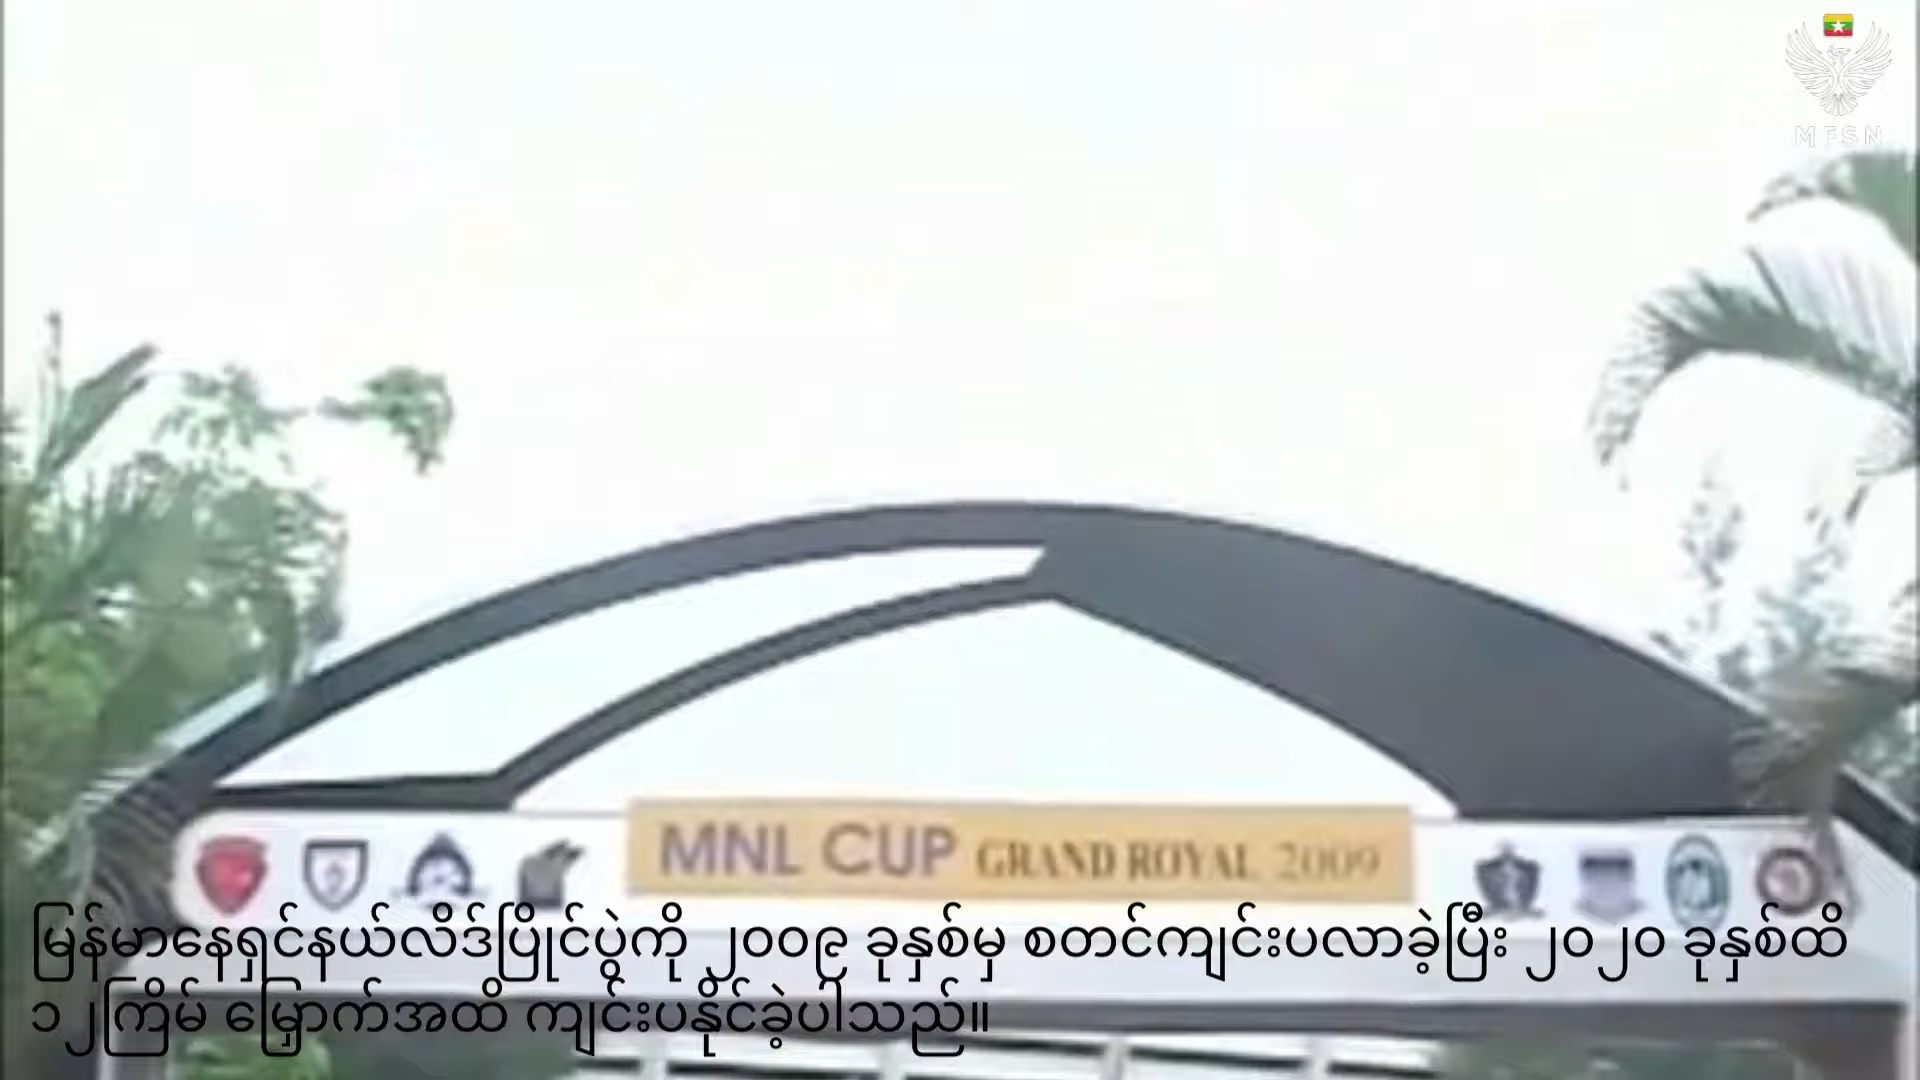 MFSN
MNL CUP GRAND ROYAL 2009
မြန်မာနေရှင်နယ်လိဒ်ပြိုင်ပွဲကို ၂၀၀၉ ခုနှစ်မှ စတင်ကျင်းပလာခဲ့ပြီး ၂၀၂၀ ခုနှစ်ထိ
၁၂ကြိမ် မြှောက်အထိ ကျင်းပနိုင်ခဲ့ပါသည်။